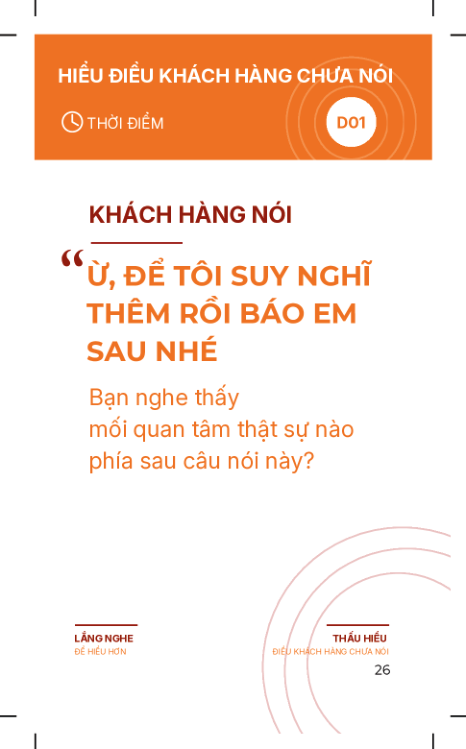 HIỂU ĐIỀU KHÁCH HÀNG CHƯA NÓI
THỜI ĐIỂM
D01
KHÁCH HÀNG NÓI
“Ừ, ĐỂ TÔI SUY NGHĨ
THÊM RỒI BÁO EM
SAU NHÉ
Bạn nghe thấy
mối quan tâm thật sự nào
phía sau câu nói này?
LẮNG NGHE
ĐỂ HIỂU HƠN
THẤU HIỂU
ĐIỀU KHÁCH HÀNG CHƯA NÓI
26